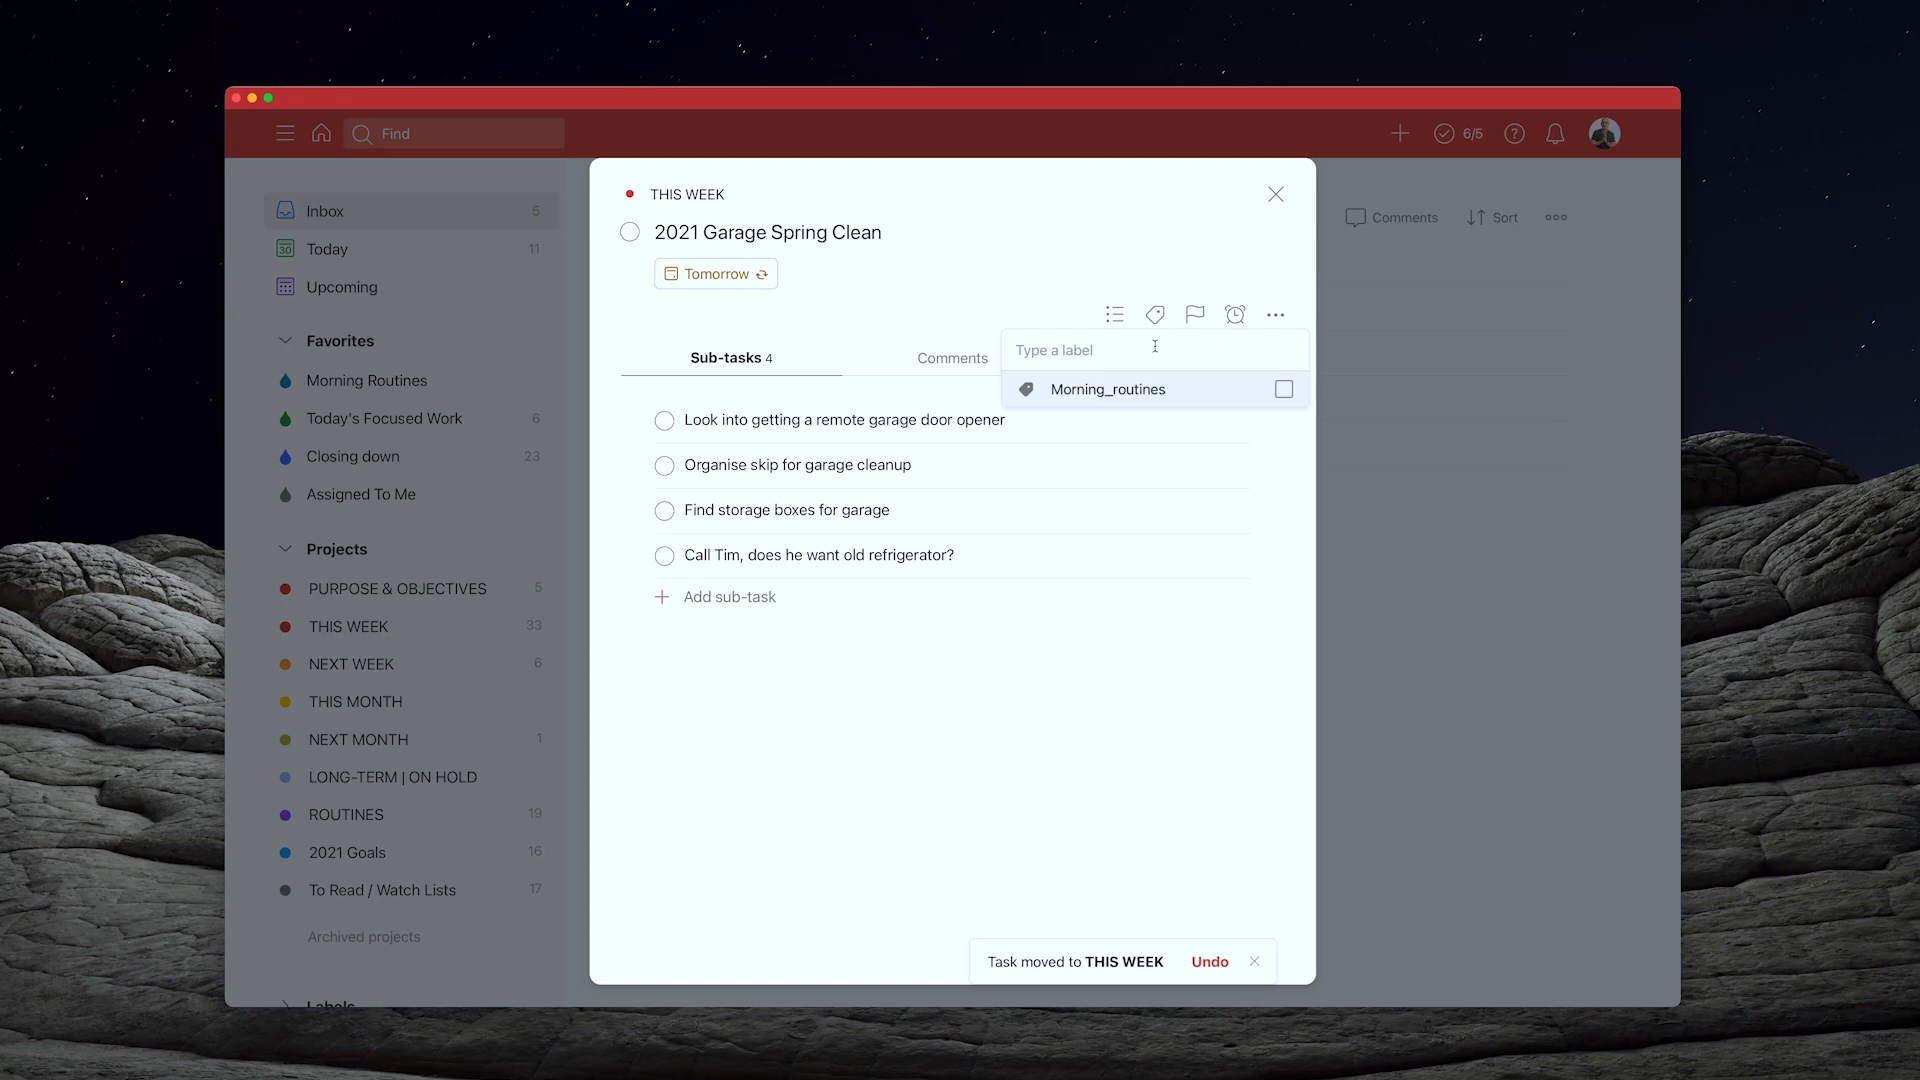 Find
6/5
Inbox 5
30 Today 11
Upcoming
Favorites
Morning Routines
Today's Focused Work 6
Closing down 23
Assigned To Me
Projects
PURPOSE & OBJECTIVES 5
THIS WEEK 33
NEXT WEEK 6
THIS MONTH
NEXT MONTH 1
LONG-TERM | ON HOLD
ROUTINES 19
2021 Goals 16
To Read / Watch Lists 17
Archived projects
Labels
THIS WEEK
2021 Garage Spring Clean
Tomorrow
Sub-tasks 4
Comments
Type a label
Morning_routines
Look into getting a remote garage door opener
Organise skip for garage cleanup
Find storage boxes for garage
Call Tim, does he want old refrigerator?
Add sub-task
Task moved to THIS WEEK Undo
Comments Sort